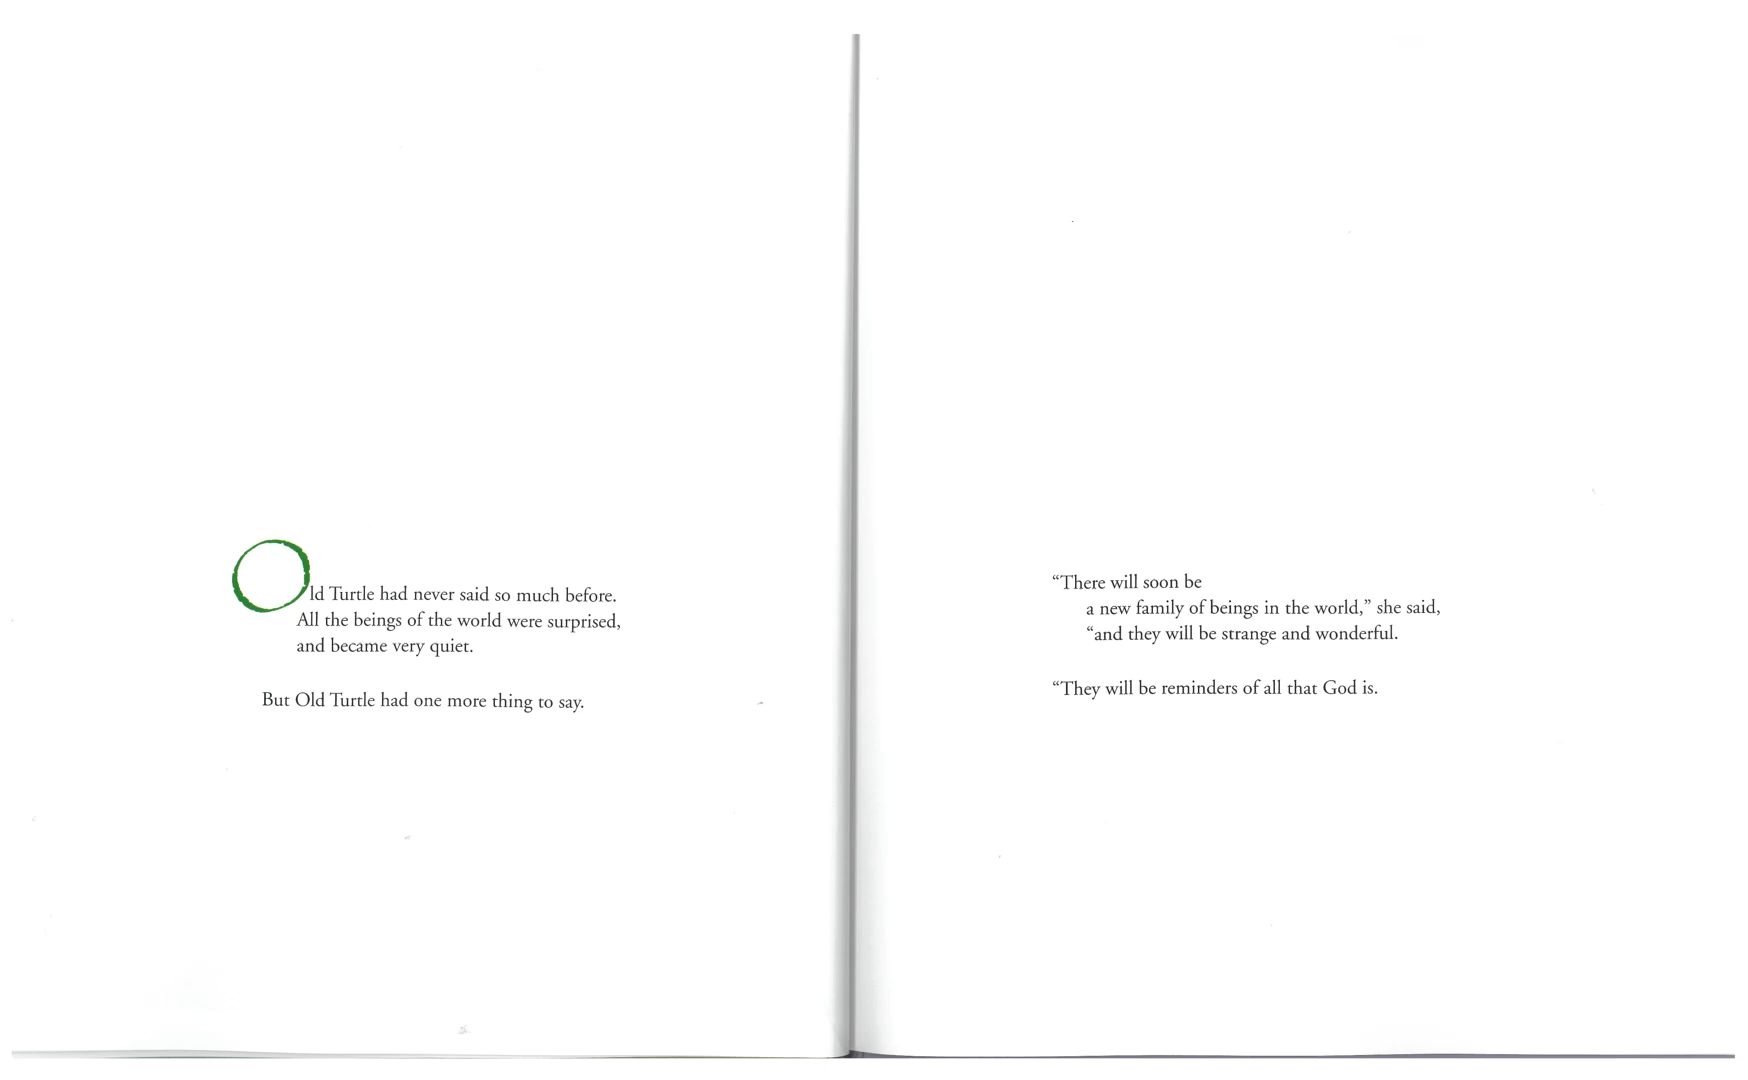 Old Turtle had never said so much before.
All the beings of the world were surprised,
and became very quiet.
But Old Turtle had one more thing to say.
“There will soon be
a new family of beings in the world,” she said,
“and they will be strange and wonderful.
“They will be reminders of all that God is.